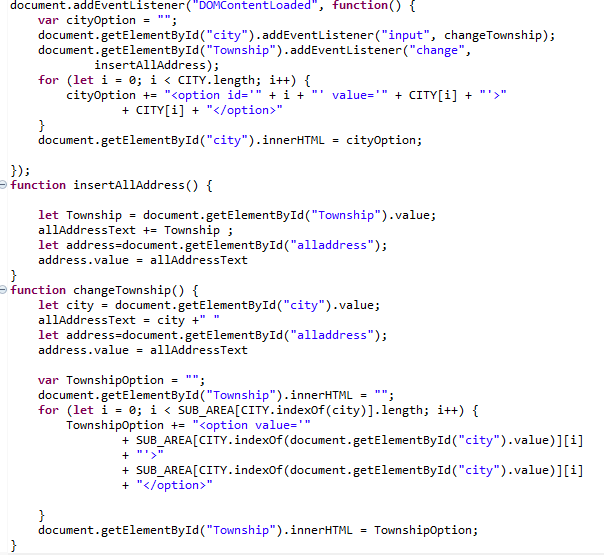 document.addEventListener("DOMContentLoaded", function() {
    var cityOption = "";
    document.getElementById("city").addEventListener("input", changeTownship);
    document.getElementById("Township").addEventListener("change",
            insertAllAddress);
    for (let i = 0; i < CITY.length; i++) {
        cityOption += "<option id='" + i + "' value='" + CITY[i] + "'>"
                + CITY[i] + "</option>"
    }
    document.getElementById("city").innerHTML = cityOption;

});
function insertAllAddress() {

    let Township = document.getElementById("Township").value;
    allAddressText += Township ;
    let address=document.getElementById("alladdress");
    address.value = allAddressText
}
function changeTownship() {
    let city = document.getElementById("city").value;
    allAddressText = city +" "
    let address=document.getElementById("alladdress");
    address.value = allAddressText

    var TownshipOption = "";
    document.getElementById("Township").innerHTML = "";
    for (let i = 0; i < SUB_AREA[CITY.indexOf(city)].length; i++) {
        TownshipOption += "<option value='"
                + SUB_AREA[CITY.indexOf(document.getElementById("city").value)][i]
                + "'>"
                + SUB_AREA[CITY.indexOf(document.getElementById("city").value)][i]
                + "</option>"

    }
    document.getElementById("Township").innerHTML = TownshipOption;
}